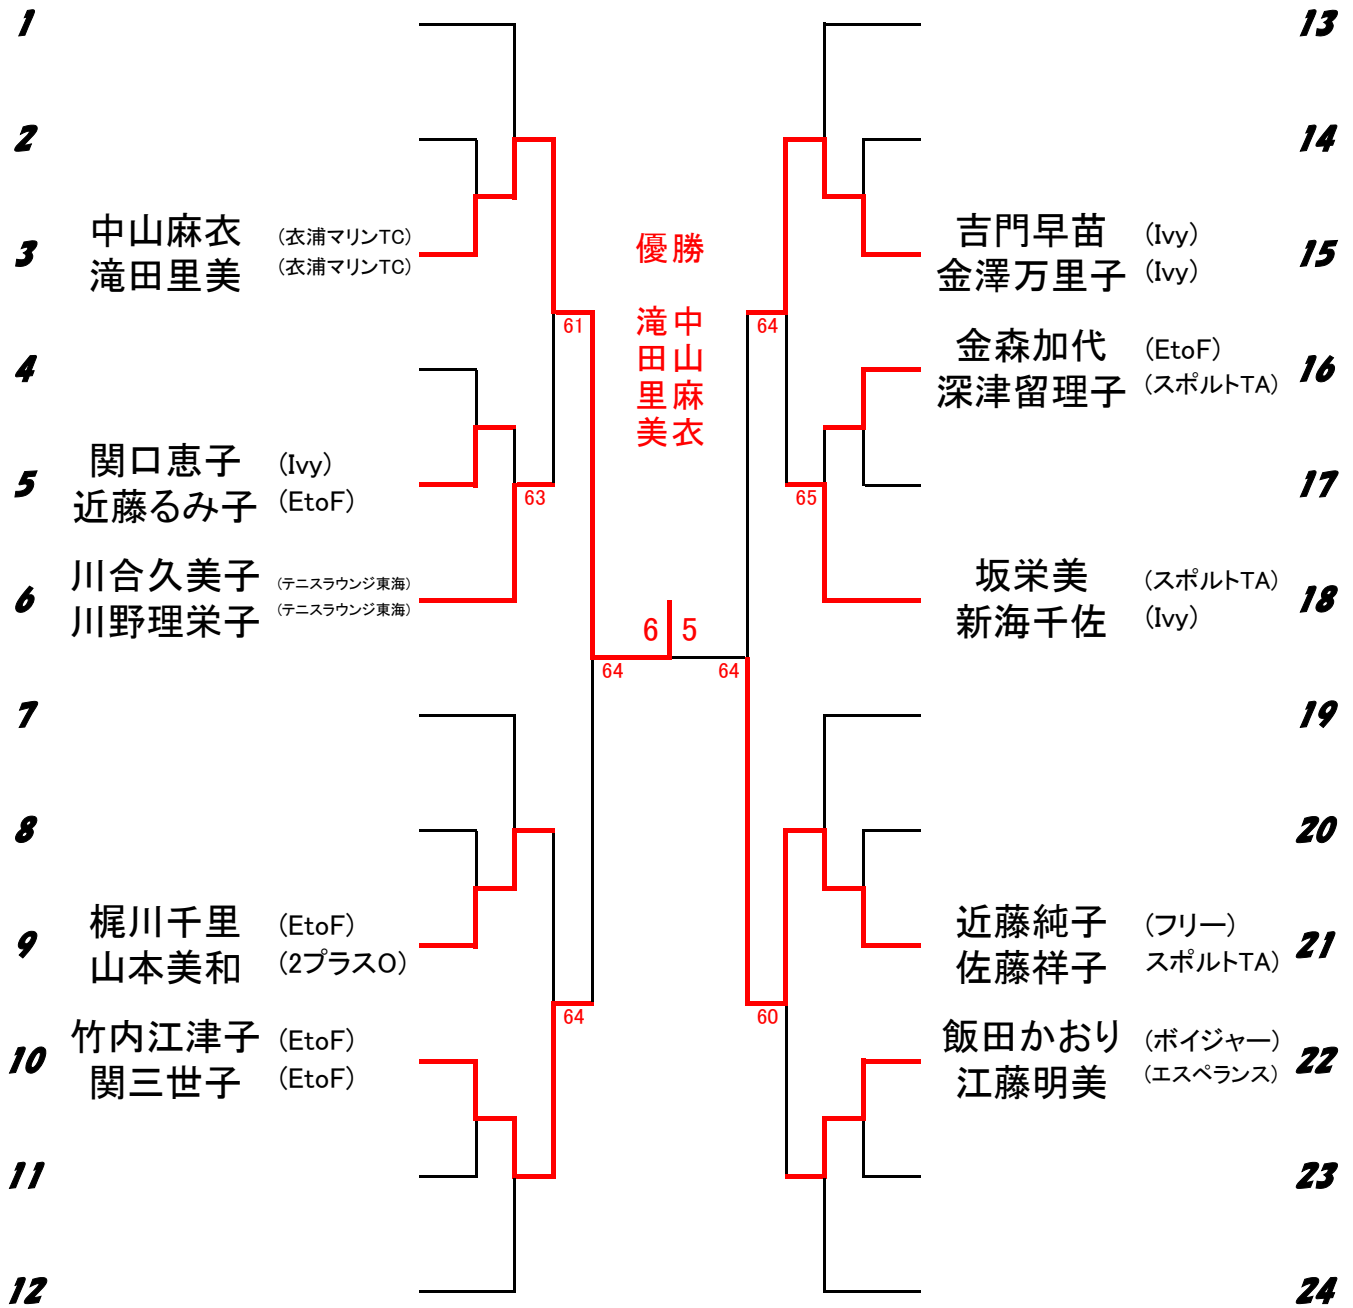 1
2
3
中山麻衣 (衣浦マリンTC)
滝田里美 (衣浦マリンTC)
4
5
関口恵子 (Ivy)
近藤るみ子 (EtoF)
63
6
川合久美子 (テニスラウンジ東海)
川野理栄子 (テニスラウンジ東海)
61
7
8
9
梶川千里 (EtoF)
山本美和 (2プラスO)
10
竹内江津子 (EtoF)
関三世子 (EtoF)
64
11
12
優勝
中山麻衣
滝田里美
6 5
64 64
13
14
15
吉門早苗 (Ivy)
金澤万里子 (Ivy)
64
16
金森加代 (EtoF)
深津留理子 (スポルトTA)
17
65
18
坂栄美 (スポルトTA)
新海千佐 (Ivy)
19
20
21
近藤純子 (フリー)
佐藤祥子 スポルトTA)
60
22
飯田かおり (ボイジャー)
江藤明美 (エスペランス)
23
24